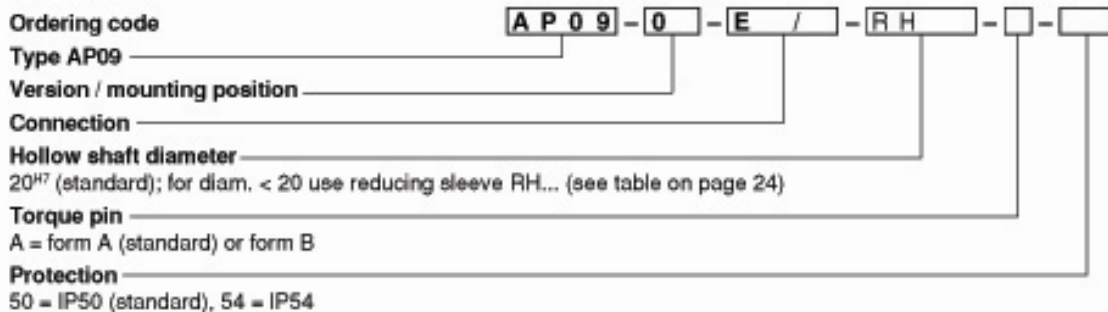 Ordering code AP09 - 0 - E / - RH - -
Type AP09
Version / mounting position
Connection
Hollow shaft diameter
20ᴴ⁷ (standard); for diam. < 20 use reducing sleeve RH... (see table on page 24)
Torque pin
A = form A (standard) or form B
Protection
50 = IP50 (standard), 54 = IP54